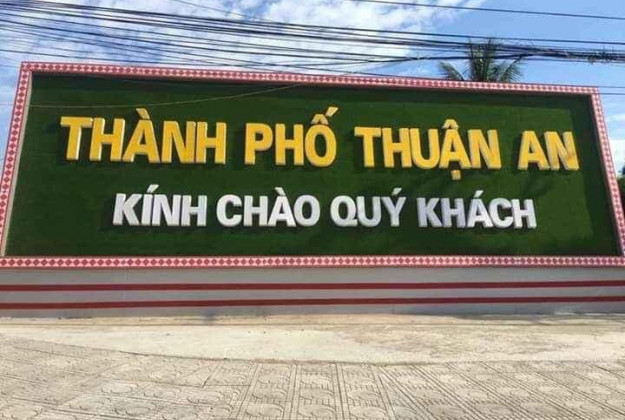 THÀNH PHỐ THUẬN AN
KÍNH CHÀO QUÝ KHÁCH